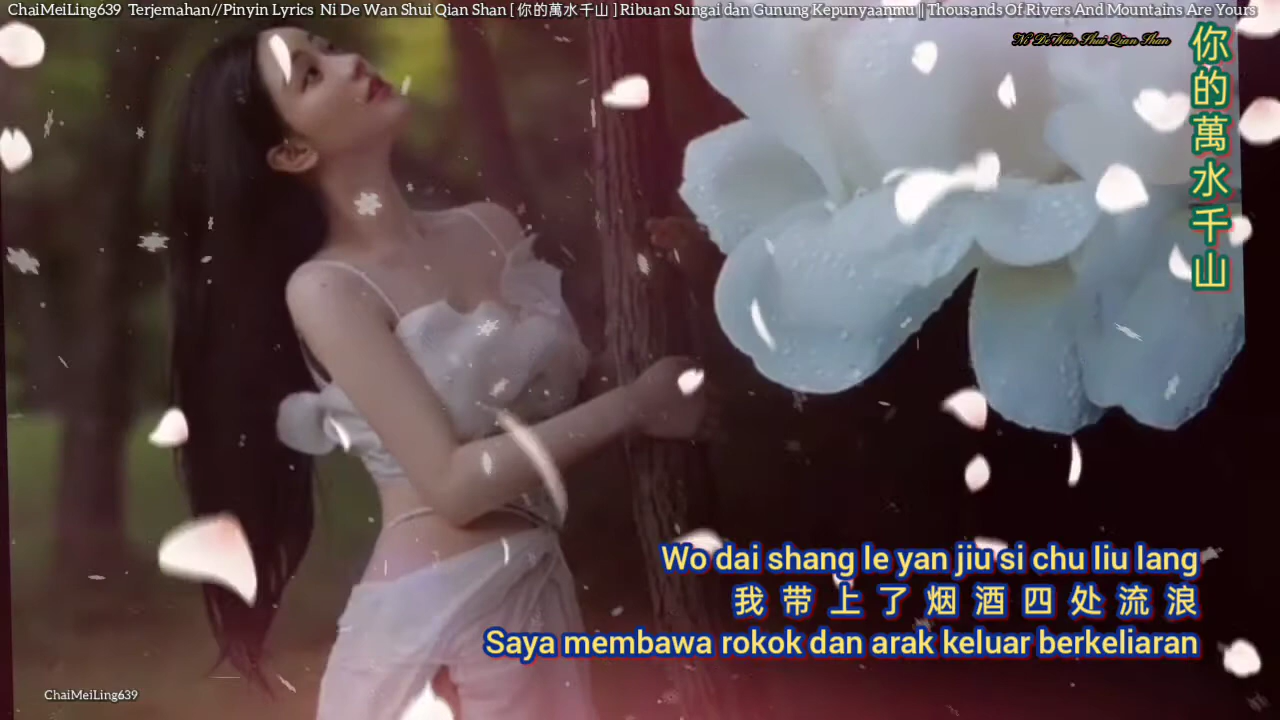 ChaiMeiLing639 Terjemahan//Pinyin Lyrics Ni De Wan Shui Qian Shan [ 你的萬水千山 ] Ribuan Sungai dan Gunung Kepunyaanmu || Thousands Of Rivers And Mountains Are Yours
Ni De Wan Shui Qian Shan
你的萬水千山
Wo dai shang le yan jiu si chu liu lang
我 带 上 了 烟 酒 四 处 流 浪
Saya membawa rokok dan arak keluar berkeliaran
ChaiMeiLing639